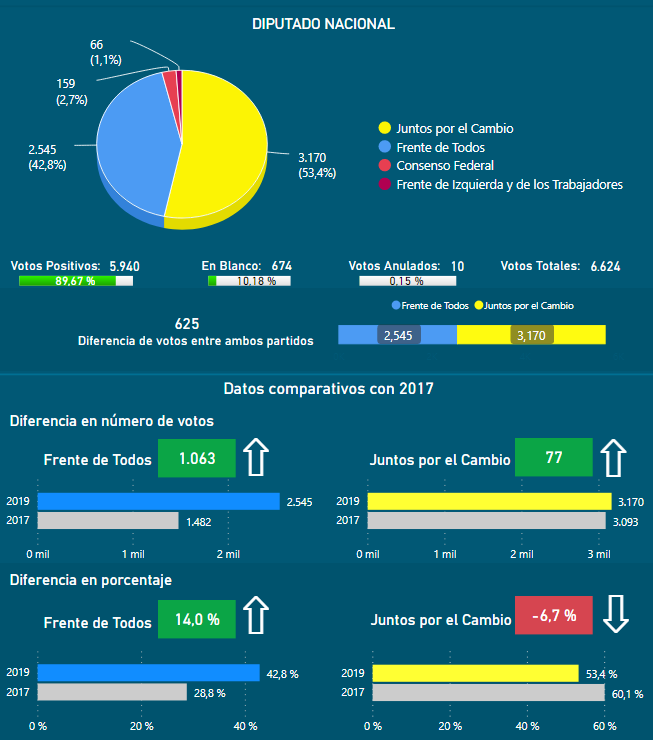 DIPUTADO NACIONAL
66
(1,1%)
159
(2,7%)
2.545
(42,8%)
3.170
(53,4%)
Juntos por el Cambio
Frente de Todos
Consenso Federal
Frente de Izquierda y de los Trabajadores
Votos Positivos: 5.940
89,67 %
En Blanco: 674
10,18 %
Votos Anulados: 10
0,15 %
Votos Totales: 6.624
625
Diferencia de votos entre ambos partidos
Frente de Todos Juntos por el Cambio
2,545 3,170
Datos comparativos con 2017
Diferencia en número de votos
Frente de Todos 1.063
2019 2.545
2017 1.482
0 mil 1 mil 2 mil
Juntos por el Cambio 77
2019 3.170
2017 3.093
0 mil 1 mil 2 mil 3 mil
Diferencia en porcentaje
Frente de Todos 14,0 %
2019 42,8 %
2017 28,8 %
0 % 20 % 40 %
Juntos por el Cambio -6,7 %
2019 53,4 %
2017 60,1 %
0 % 20 % 40 % 60 %